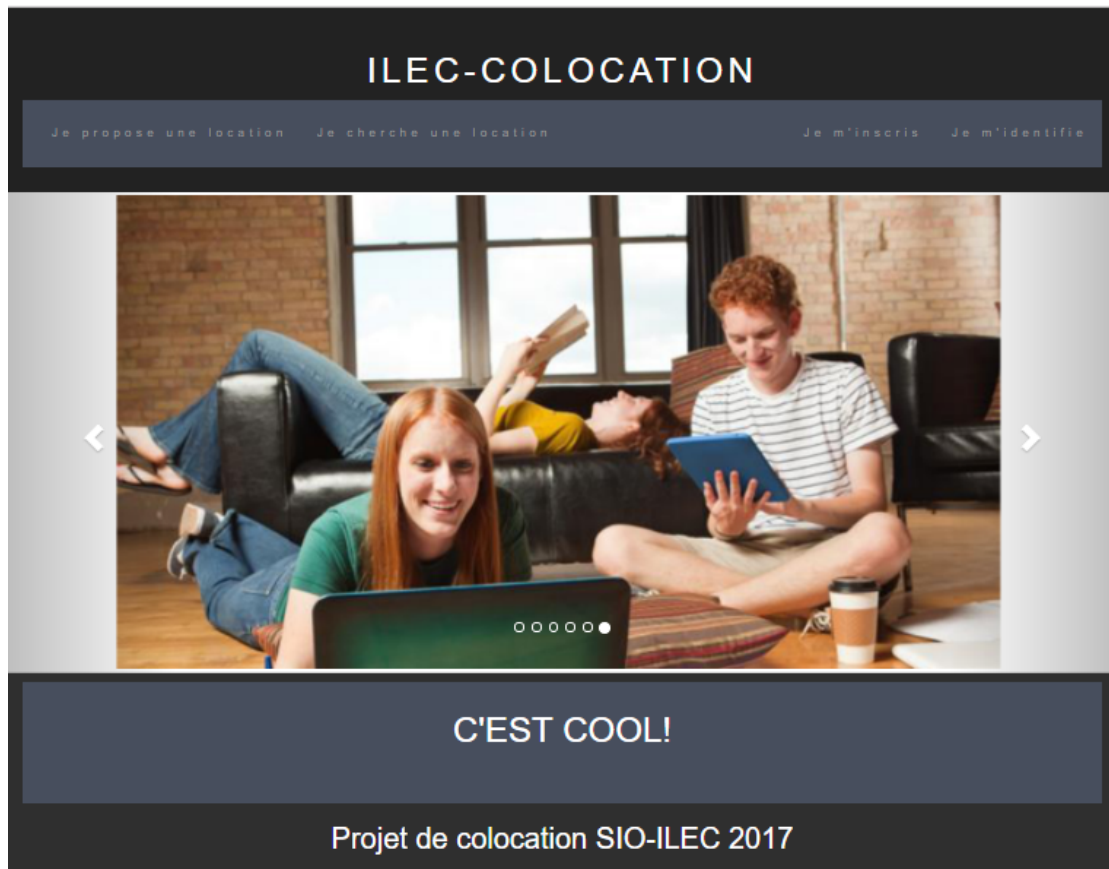 ILEC-COLOCATION
Je propose une location Je cherche une location Je m'inscris Je m'identifie
C'EST COOL!
Projet de colocation SIO-ILEC 2017